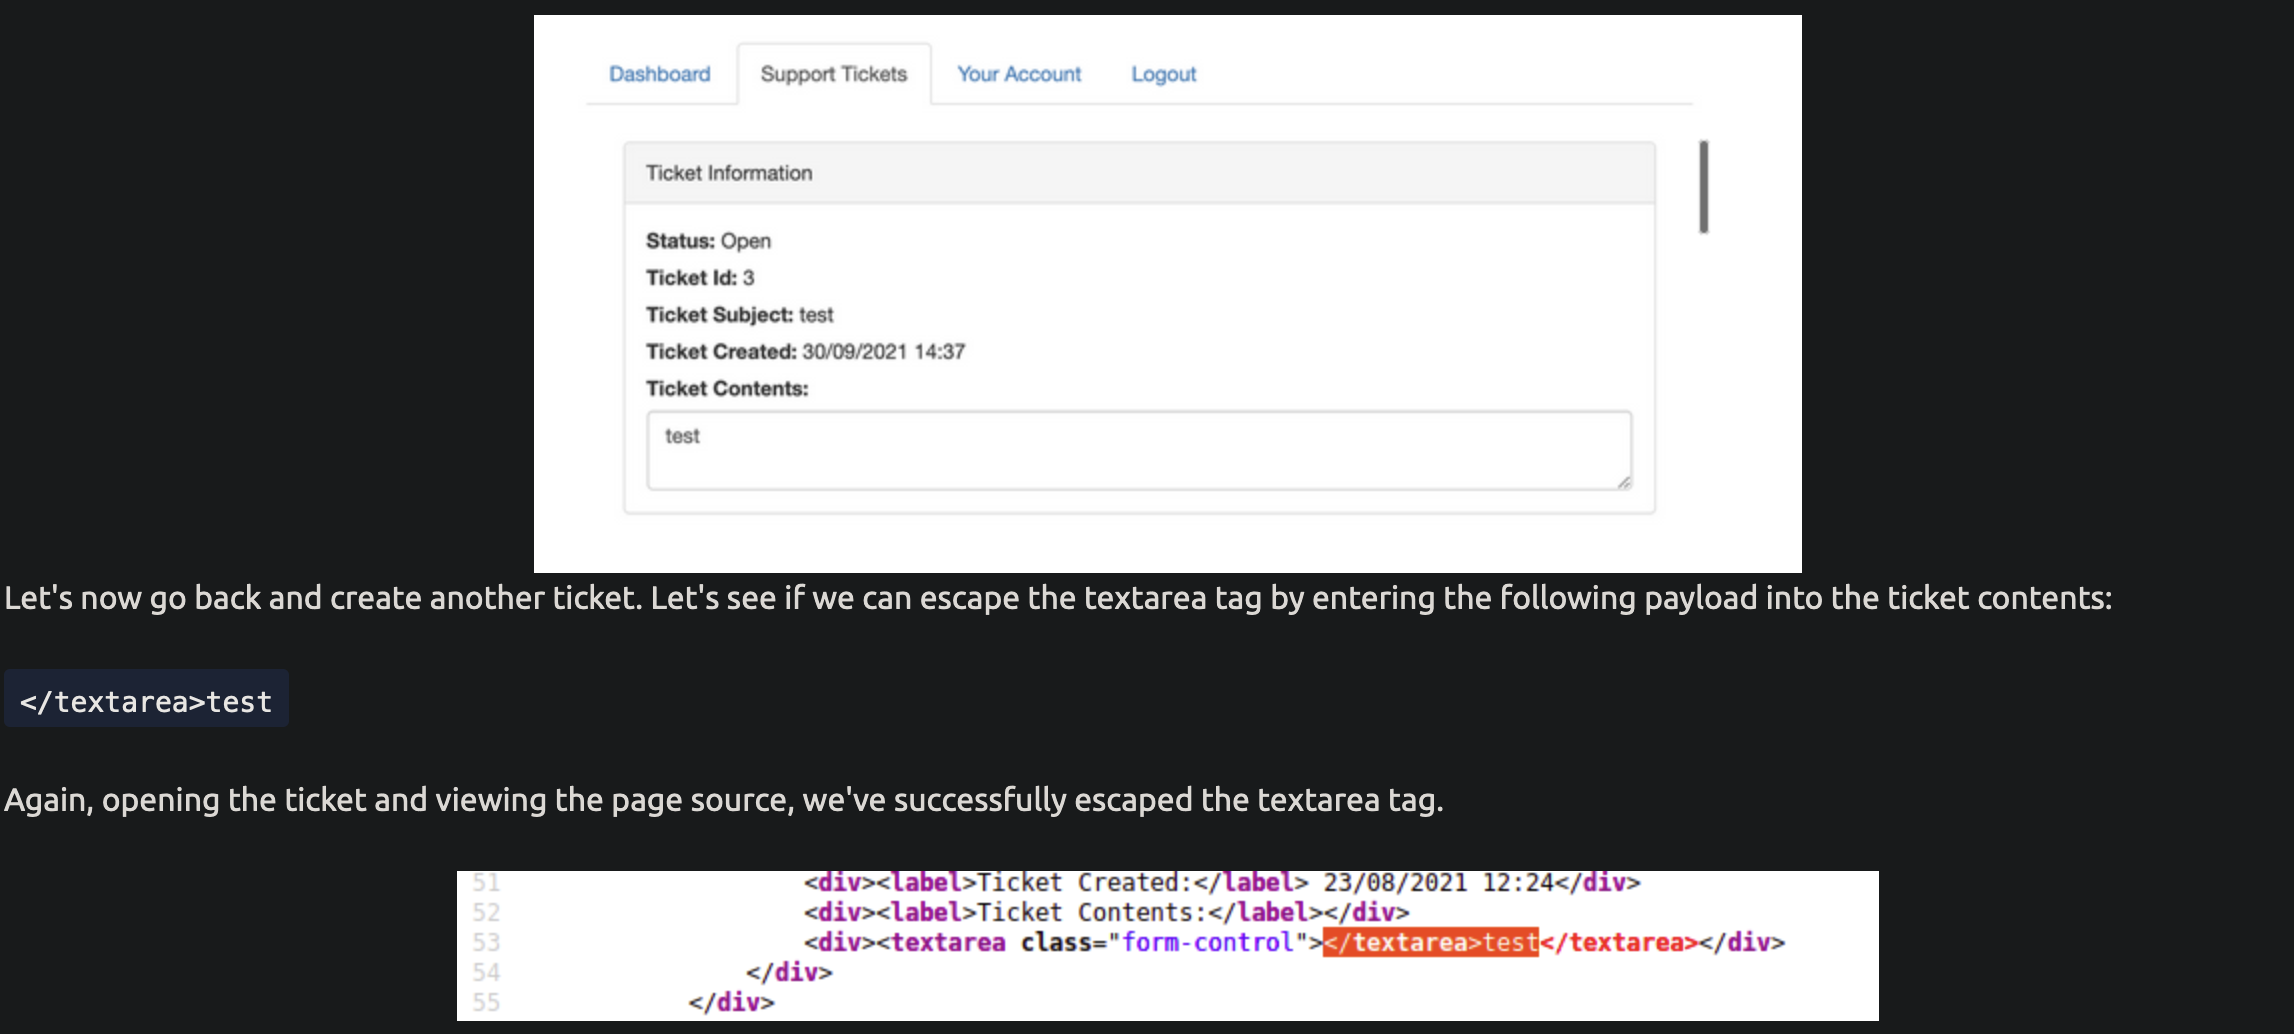 Dashboard Support Tickets Your Account Logout
Ticket Information
Status: Open
Ticket Id: 3
Ticket Subject: test
Ticket Created: 30/09/2021 14:37
Ticket Contents:
test
Let's now go back and create another ticket. Let's see if we can escape the textarea tag by entering the following payload into the ticket contents:
</textarea>test
Again, opening the ticket and viewing the page source, we've successfully escaped the textarea tag.
51 <div><label>Ticket Created:</label> 23/08/2021 12:24</div>
52 <div><label>Ticket Contents:</label></div>
53 <div><textarea class="form-control"></textarea>test</textarea></div>
54 </div>
55 </div>